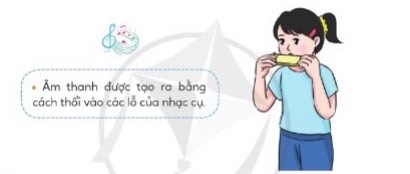 • Âm thanh được tạo ra bằng
cách thổi vào các lỗ của nhạc cụ.